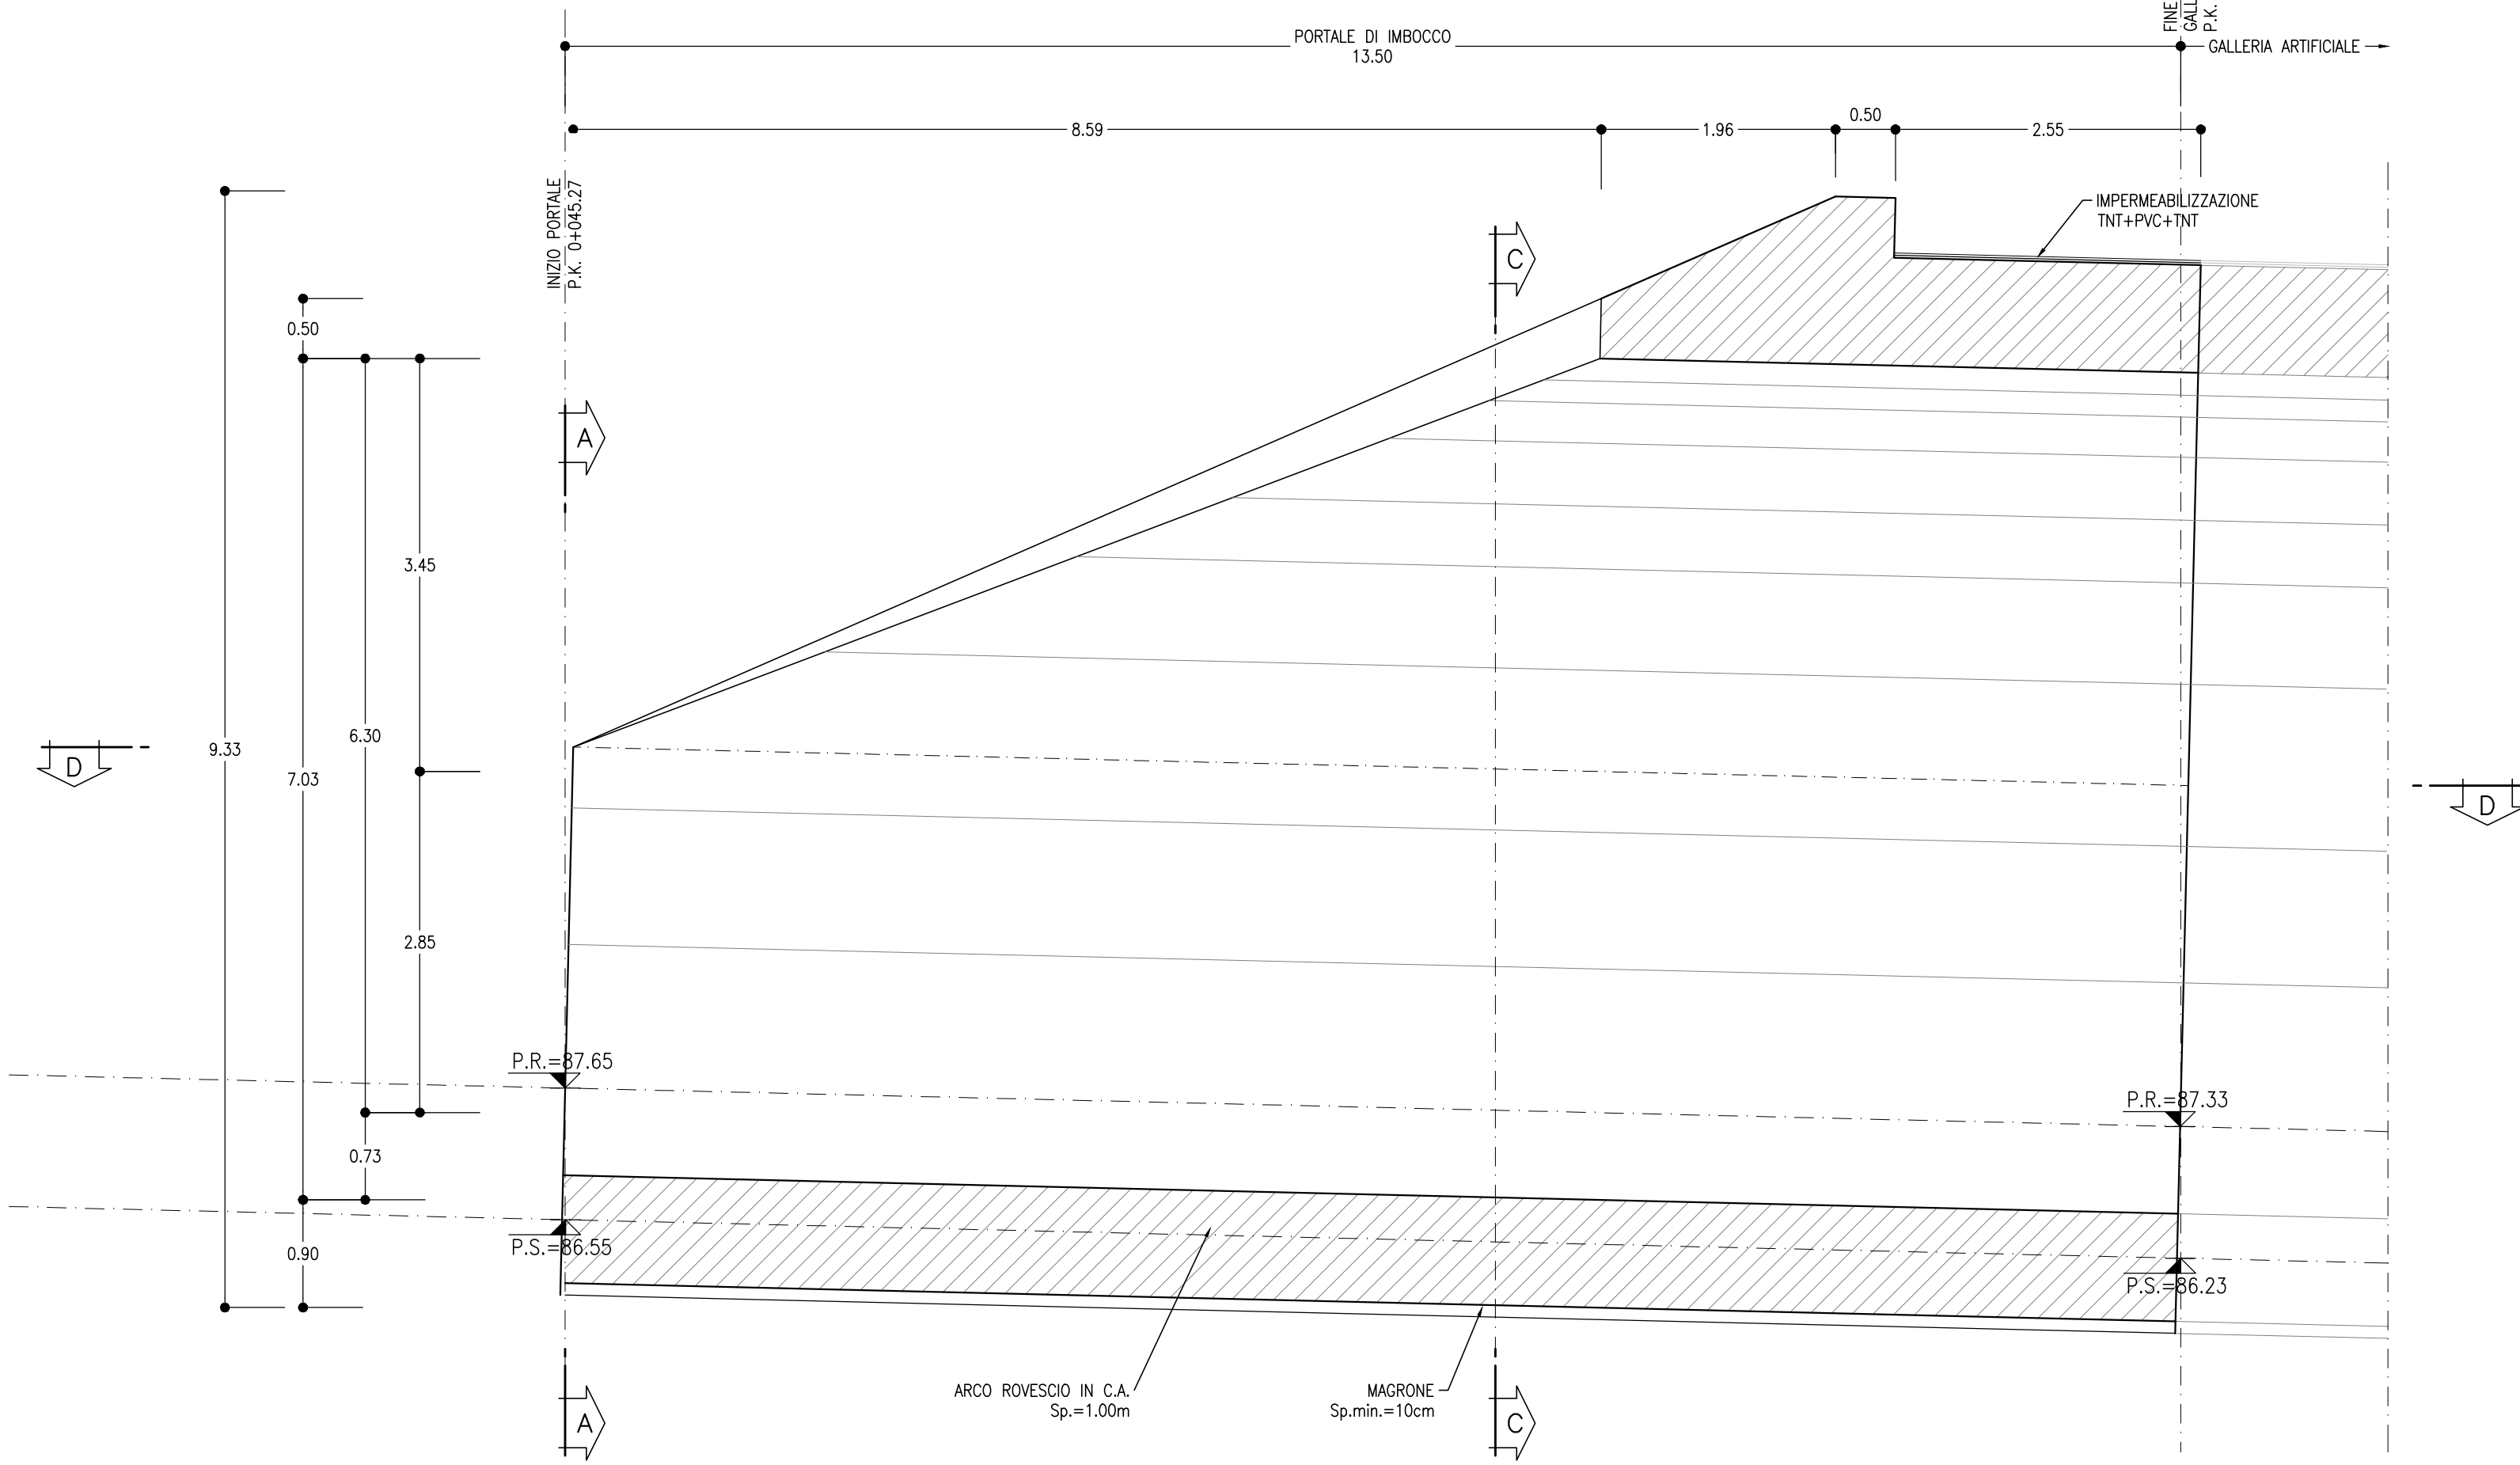 FINE
GALL
P.K.
PORTALE DI IMBOCCO
13.50
GALLERIA ARTIFICIALE
8.59
1.96
0.50
2.55
INIZIO PORTALE
P.K. 0+045.27
IMPERMEABILIZZAZIONE
TNT+PVC+TNT
C
0.50
A
3.45
9.33
6.30
7.03
D
D
2.85
P.R.=87.65
P.R.=87.33
0.73
0.90
P.S.=86.55
P.S.=86.23
ARCO ROVESCIO IN C.A.
Sp.=1.00m
MAGRONE
Sp.min.=10cm
A
C